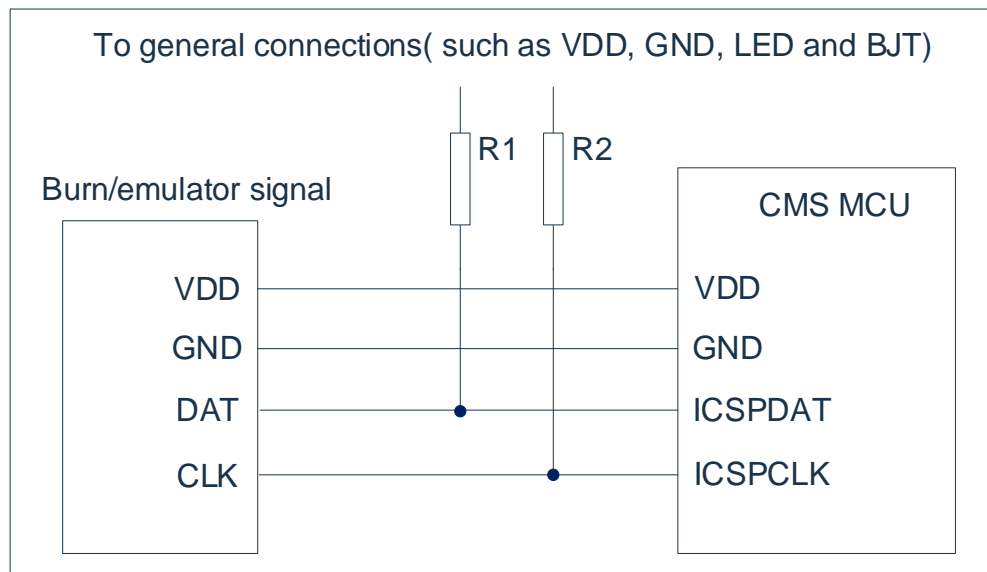 To general connections( such as VDD, GND, LED and BJT)
R1
R2
Burn/emulator signal
CMS MCU
VDD
VDD
GND
GND
DAT
ICSPDAT
CLK
ICSPCLK